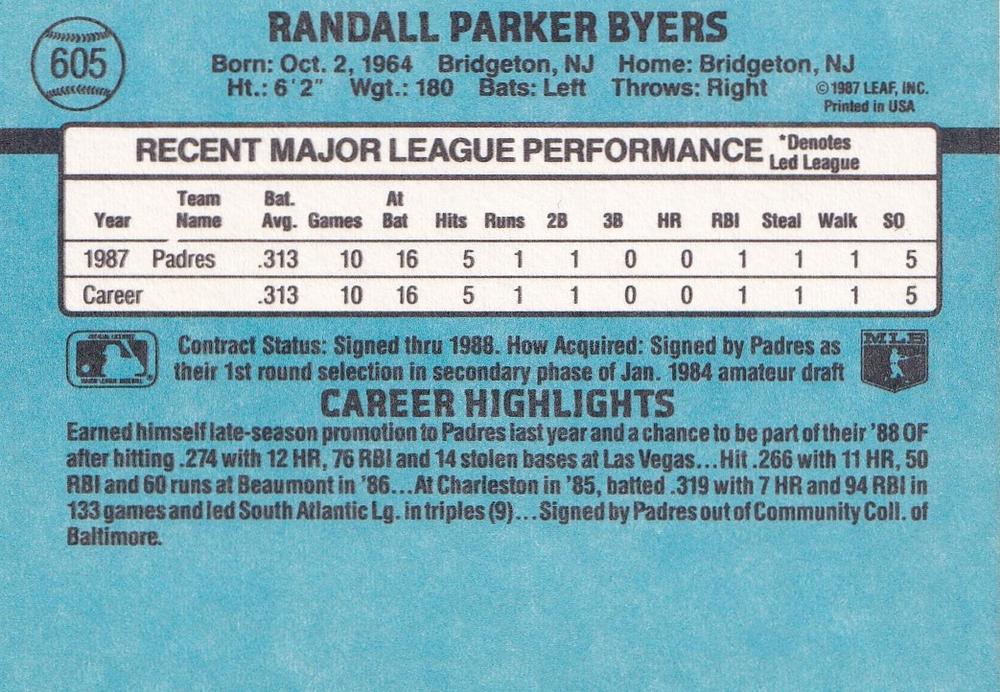 605
RANDALL PARKER BYERS
Born: Oct. 2, 1964 Bridgeton, NJ Home: Bridgeton, NJ
Ht.: 6'2" Wgt.: 180 Bats: Left Throws: Right
©1987 LEAF, INC.
Printed in USA
RECENT MAJOR LEAGUE PERFORMANCE *Denotes
Led League
Year Team Name Bat. Avg. Games At Bat Hits Runs 2B 3B HR RBI Steal Walk SO
1987 Padres .313 10 16 5 1 1 0 0 1 1 1 5
Career .313 10 16 5 1 1 0 0 1 1 1 5
MLB
Contract Status: Signed thru 1988. How Acquired: Signed by Padres as
their 1st round selection in secondary phase of Jan. 1984 amateur draft
CAREER HIGHLIGHTS
Earned himself late-season promotion to Padres last year and a chance to be part of their '88 OF
after hitting .274 with 12 HR, 76 RBI and 14 stolen bases at Las Vegas...Hit .266 with 11 HR, 50
RBI and 60 runs at Beaumont in '86...At Charleston in '85, batted .319 with 7 HR and 94 RBI in
133 games and led South Atlantic Lg. in triples (9)...Signed by Padres out of Community Coll. of
Baltimore.